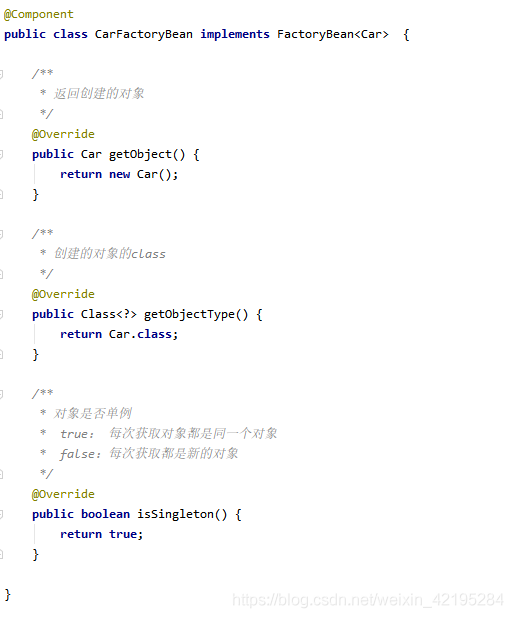 @Component
public class CarFactoryBean implements FactoryBean<Car>  {
/**
* 返回创建的对象
*/
@Override
public Car getObject() {
return new Car();
}
/**
* 创建的对象的class
*/
@Override
public Class<?> getObjectType() {
return Car.class;
}
/**
* 对象是否单例
*  true： 每次获取对象都是同一个对象
*  false：每次获取都是新的对象
*/
@Override
public boolean isSingleton() {
return true;
}
}
https://blog.csdn.net/weixin_42195284